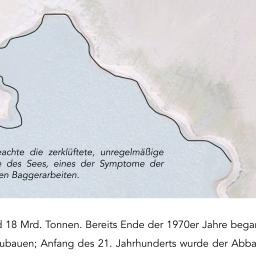 eachte die zerklüftete, unregelmäßige
des Sees, eines der Symptome der
en Baggerarbeiten.
18 Mrd. Tonnen. Bereits Ende der 1970er Jahre began
ubauen; Anfang des 21. Jahrhunderts wurde der Abba